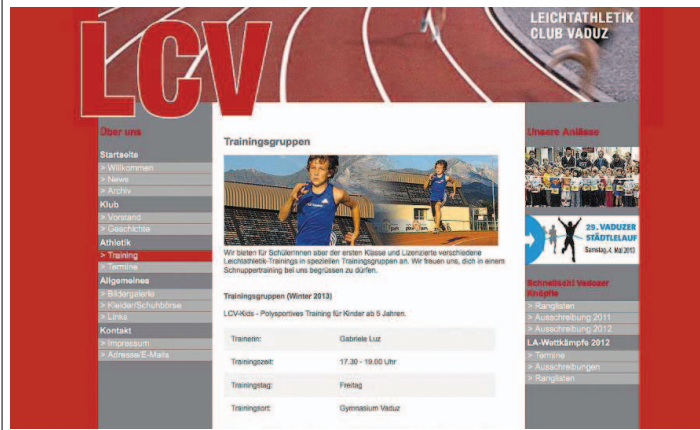 LCV
LEICHTATHLETIK
CLUB VADUZ
Über uns
Startseite
> Willkommen
> News
> Archiv
Klub
> Vorstand
> Geschichte
Athletik
> Training
> Termine
Allgemeines
> Bildergalerie
> Kleider/Schuhbörse
> Links
Kontakt
> Impressum
> Adresse/E-Mails
Trainingsgruppen
Wir bieten für SchülerInnen aber der ersten Klasse und Lizenzierte verschiedene
Leichtathletik-Trainings in speziellen Trainingsgruppen an. Wir freuen uns, dich in einem
Schnuppertraining bei uns begrüssen zu dürfen.
Trainingsgruppen (Winter 2013)
LCV-Kids - Polysportives Training für Kinder ab 5 Jahren.
Trainerin: Gabriele Luz
Trainingszeit: 17.30 - 19.00 Uhr
Trainingstag: Freitag
Trainingsort: Gymnasium Vaduz
Unsere Anlässe
29. VADUZER
STÄDTLELAUF
Samstag, 4. Mai 2013
Schnellschi Vadozer
Knöpfle
> Ranglisten
> Ausschreibung 2011
> Ausschreibung 2012
LA-Wettkämpfe 2012
> Termine
> Ausschreibungen
> Ranglisten